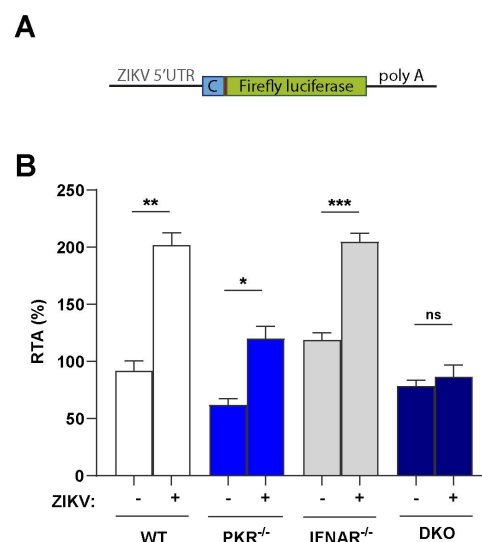 A
ZIKV 5'UTR C Firefly luciferase poly A
B
RTA (%)
250
200
150
100
50
0
** * *** ns
ZIKV: - + - + - + - +
WT PKR-/- IFNAR-/- DKO